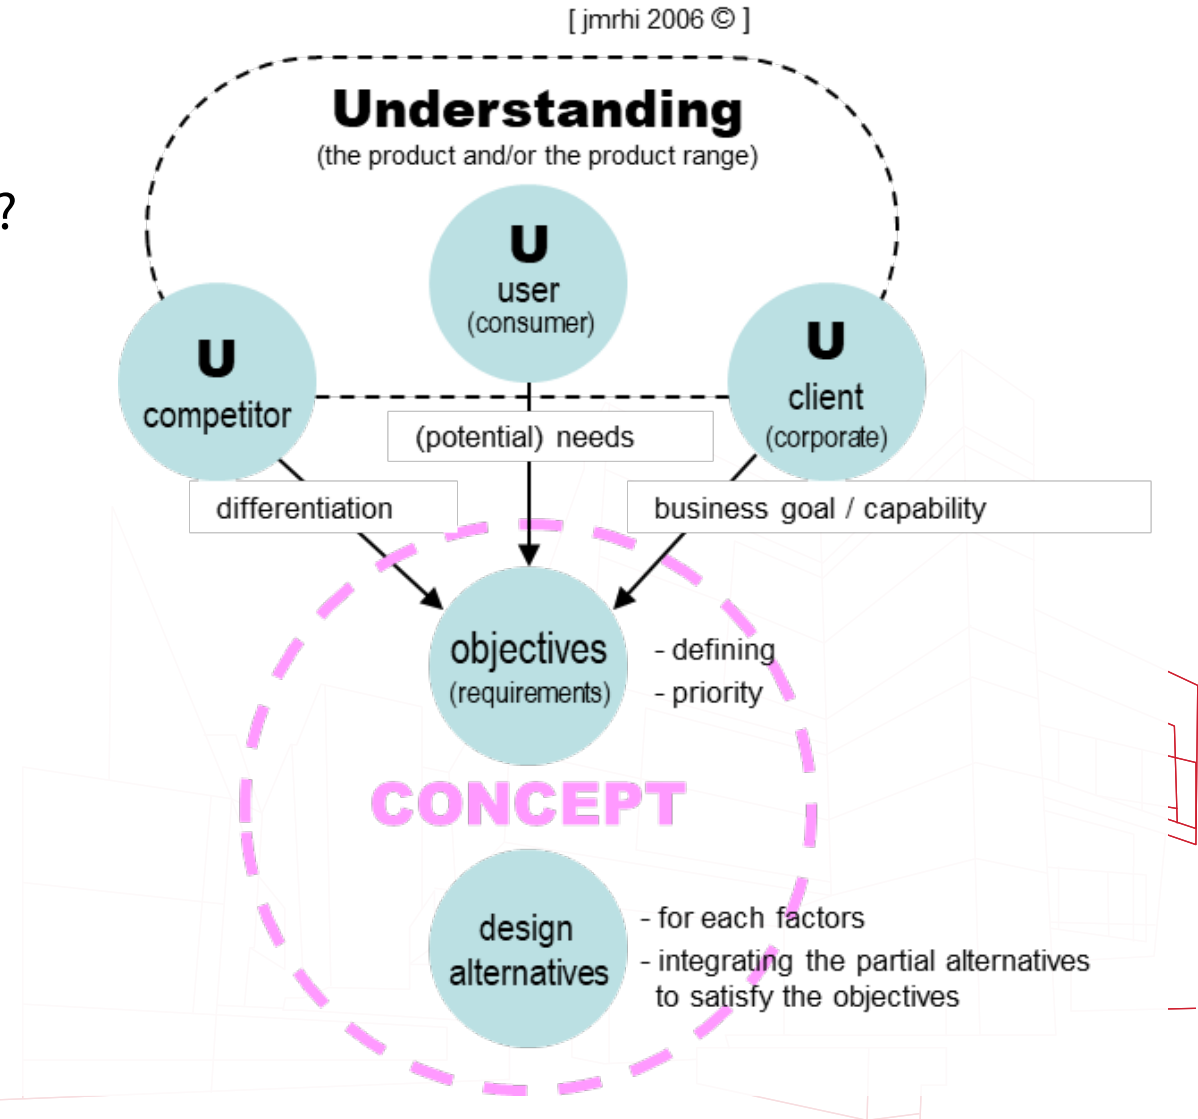 [ jmrhi 2006 © ]
Understanding
(the product and/or the product range)
?
U
user
(consumer)
U
competitor
U
client
(corporate)
(potential) needs
differentiation
business goal / capability
objectives
(requirements)
- defining
- priority
CONCEPT
design
alternatives
- for each factors
- integrating the partial alternatives
to satisfy the objectives